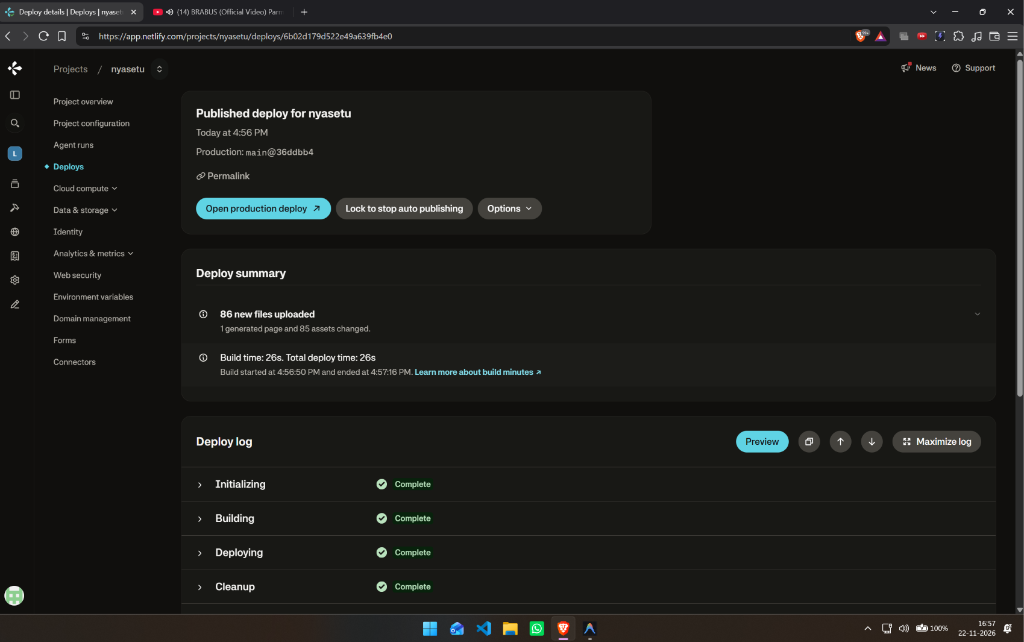 Deploy details | Deploys | nyaset
(14) BRABUS (Official Video) Parm
https://app.netlify.com/projects/nyasetu/deploys/6b02d179d522e49a639fb4e0
Projects / nyasetu
News
Support
Project overview
Project configuration
Agent runs
Deploys
Cloud compute
Data & storage
Identity
Analytics & metrics
Web security
Environment variables
Domain management
Forms
Connectors
L
Published deploy for nyasetu
Today at 4:56 PM
Production: main@36ddbb4
Permalink
Open production deploy
Lock to stop auto publishing
Options
Deploy summary
86 new files uploaded
1 generated page and 85 assets changed.
Build time: 26s. Total deploy time: 26s
Build started at 4:56:50 PM and ended at 4:57:16 PM. Learn more about build minutes
Deploy log
Preview
Maximize log
Initializing Complete
Building Complete
Deploying Complete
Cleanup Complete
100%
16:57
22-11-2026